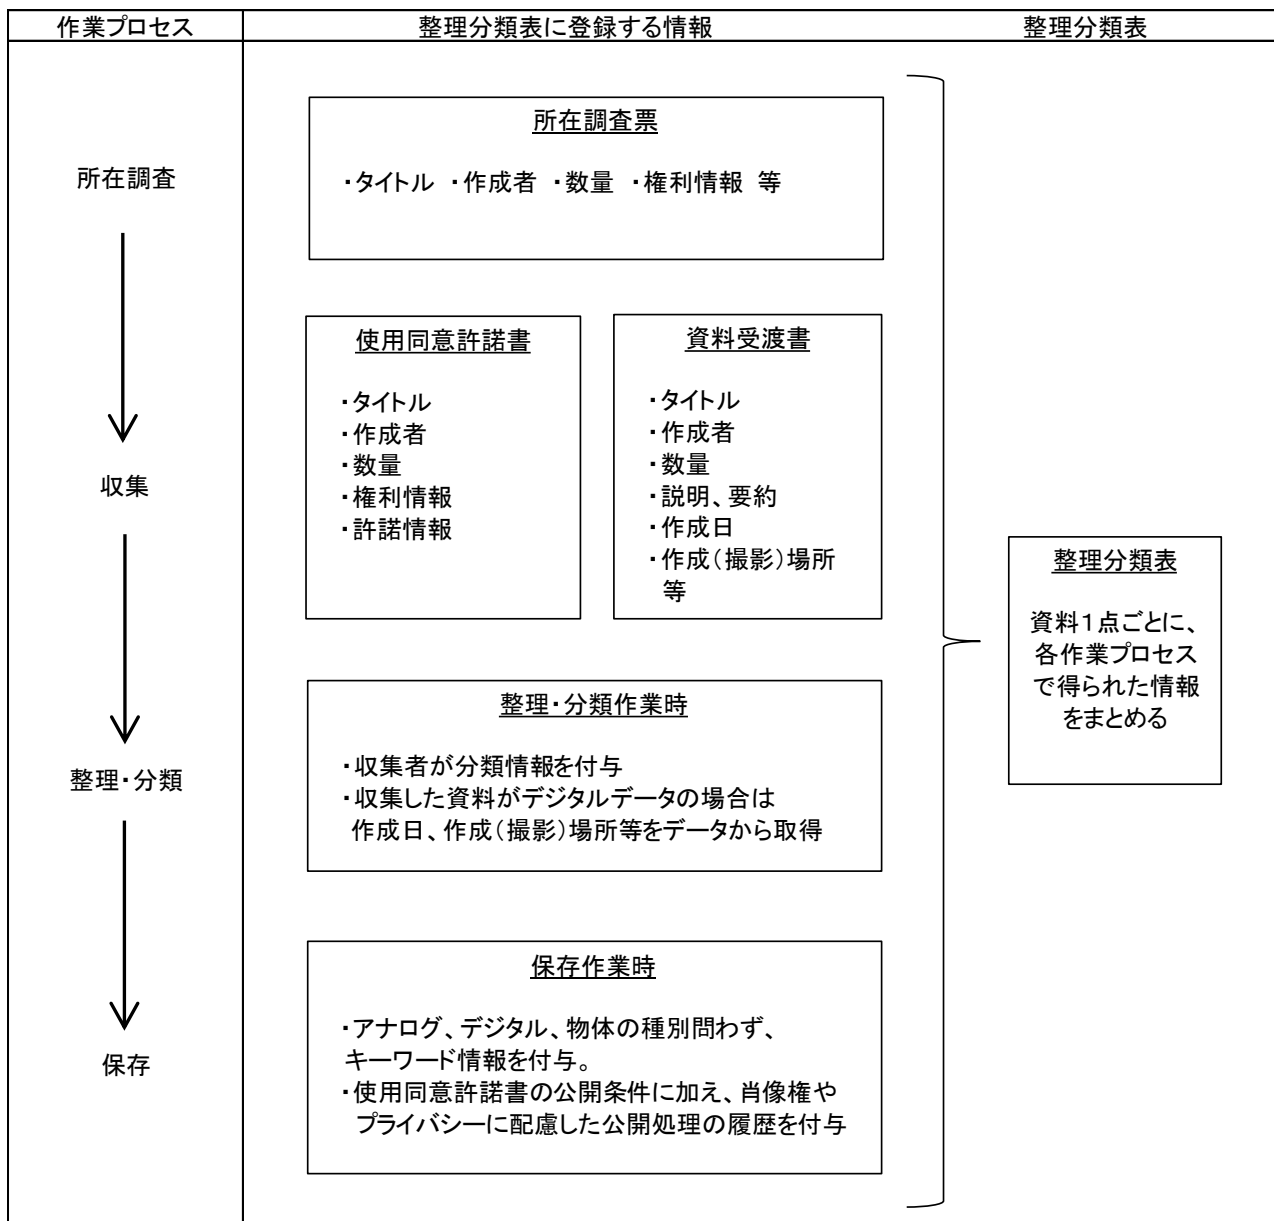 作業プロセス
整理分類表に登録する情報
整理分類表
所在調査
所在調査票
・タイトル ・作成者 ・数量 ・権利情報 等
収集
使用同意許諾書
・タイトル
・作成者
・数量
・権利情報
・許諾情報
資料受渡書
・タイトル
・作成者
・数量
・説明、要約
・作成日
・作成(撮影)場所
等
整理・分類
整理・分類作業時
・収集者が分類情報を付与
・収集した資料がデジタルデータの場合は
作成日、作成(撮影)場所等をデータから取得
保存
保存作業時
・アナログ、デジタル、物体の種別問わず、
キーワード情報を付与。
・使用同意許諾書の公開条件に加え、肖像権や
プライバシーに配慮した公開処理の履歴を付与
整理分類表
資料1点ごとに、
各作業プロセス
で得られた情報
をまとめる